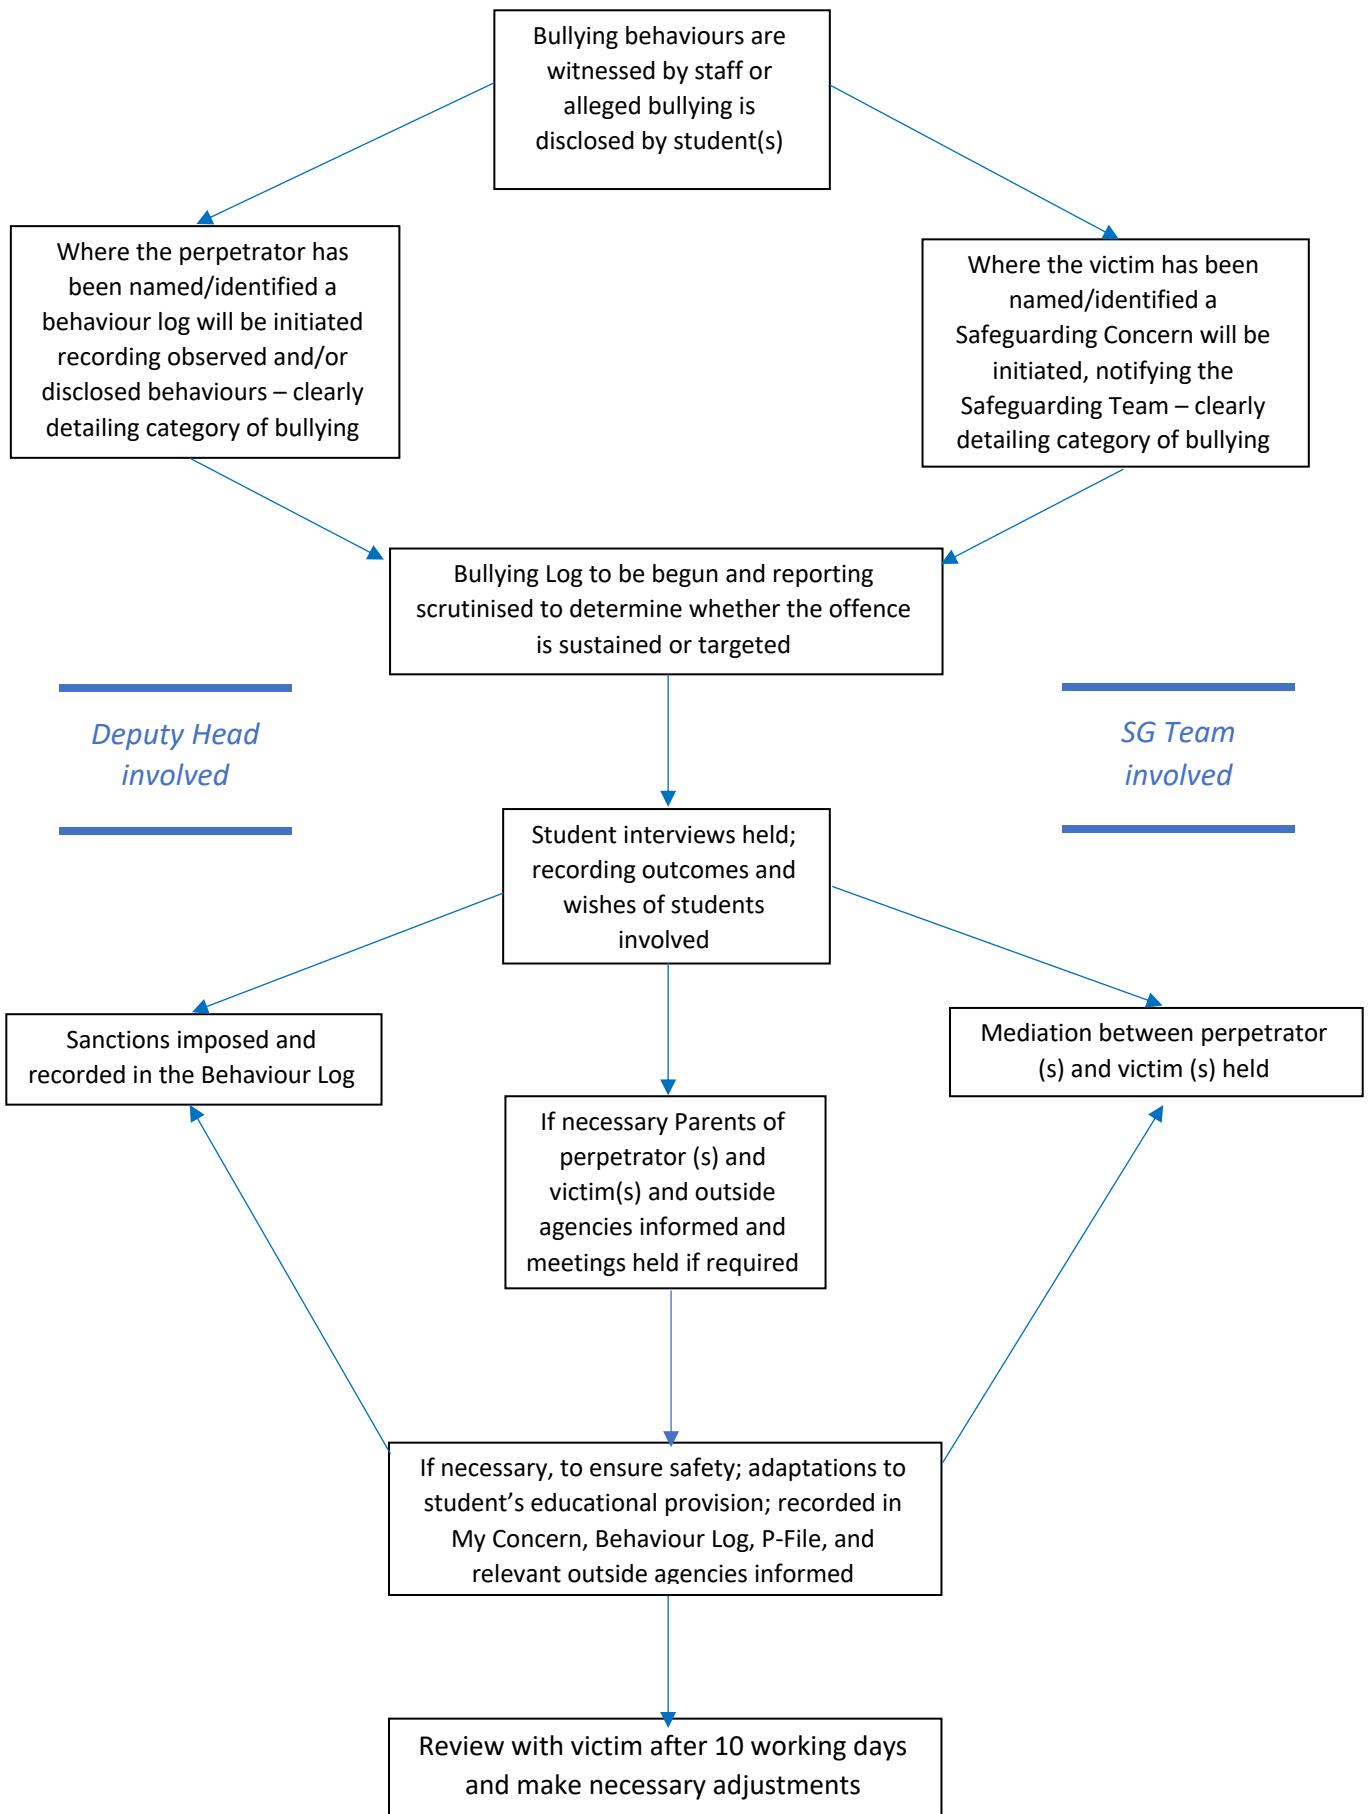 Bullying behaviours are
witnessed by staff or
alleged bullying is
disclosed by student(s)
Where the perpetrator has
been named/identified a
behaviour log will be initiated
recording observed and/or
disclosed behaviours – clearly
detailing category of bullying
Where the victim has been
named/identified a
Safeguarding Concern will be
initiated, notifying the
Safeguarding Team – clearly
detailing category of bullying
Bullying Log to be begun and reporting
scrutinised to determine whether the offence
is sustained or targeted
Deputy Head
involved
SG Team
involved
Student interviews held;
recording outcomes and
wishes of students
involved
Sanctions imposed and
recorded in the Behaviour Log
Mediation between perpetrator
(s) and victim (s) held
If necessary Parents of
perpetrator (s) and
victim(s) and outside
agencies informed and
meetings held if required
If necessary, to ensure safety; adaptations to
student’s educational provision; recorded in
My Concern, Behaviour Log, P-File, and
relevant outside agencies informed
Review with victim after 10 working days
and make necessary adjustments